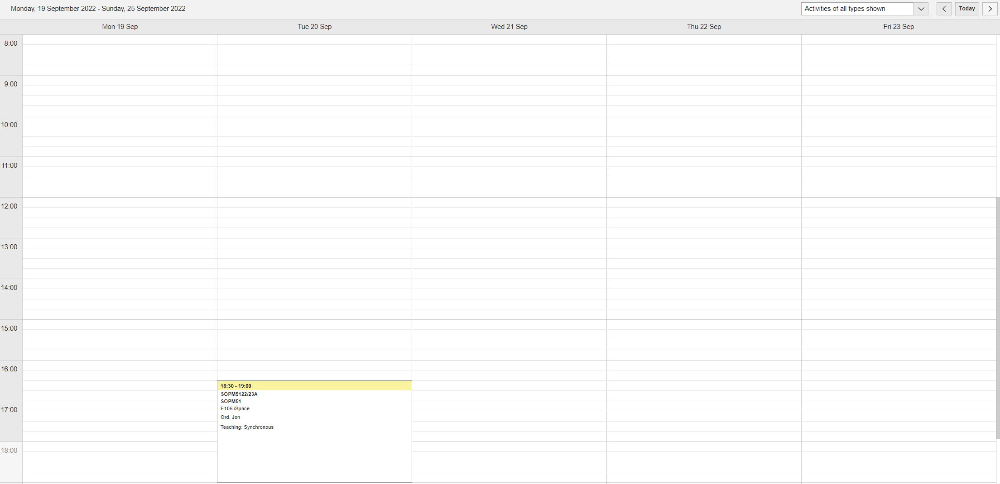 Monday, 19 September 2022 - Sunday, 25 September 2022
Activities of all types shown
Today
Mon 19 Sep
Tue 20 Sep
Wed 21 Sep
Thu 22 Sep
Fri 23 Sep
8:00
9:00
10:00
11:00
12:00
13:00
14:00
15:00
16:00
16:30 - 19:00
SOPM5122/23A
SOPM51
E106 iSpace
Ord, Jon
Teaching: Synchronous
17:00
18:00